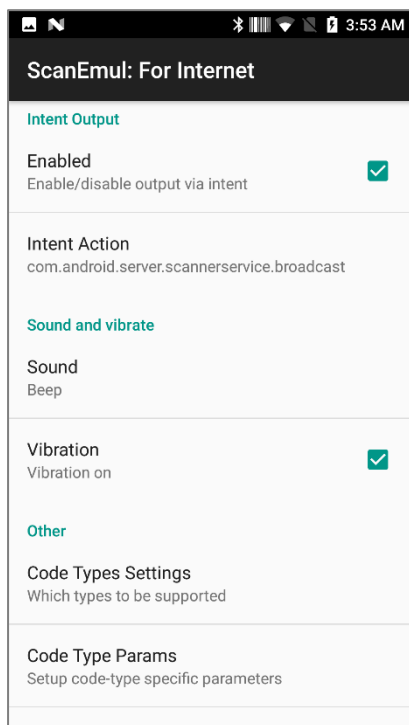 3:53 AM
ScanEmul: For Internet
Intent Output
Enabled
Enable/disable output via intent
Intent Action
com.android.server.scannerservice.broadcast
Sound and vibrate
Sound
Beep
Vibration
Vibration on
Other
Code Types Settings
Which types to be supported
Code Type Params
Setup code-type specific parameters